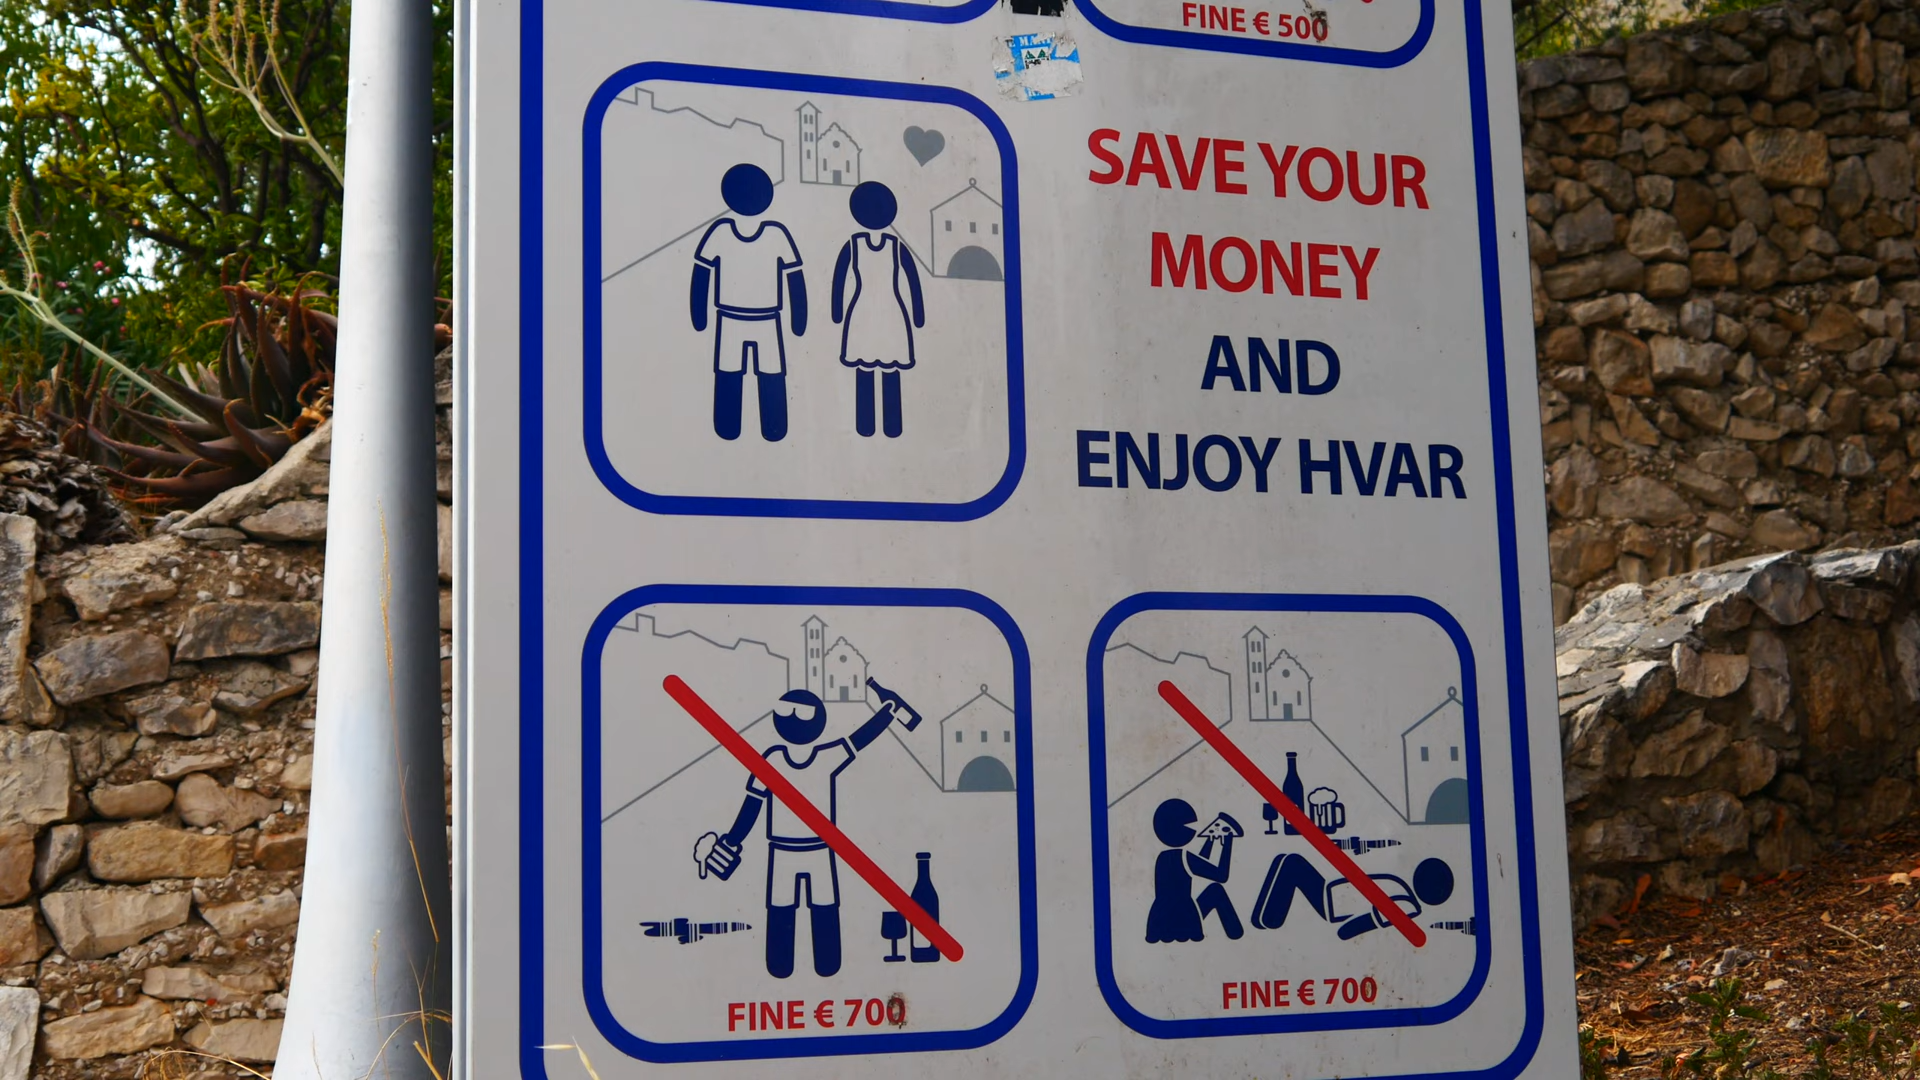 FINE € 500
SAVE YOUR
MONEY
AND
ENJOY HVAR
FINE € 700
FINE € 700